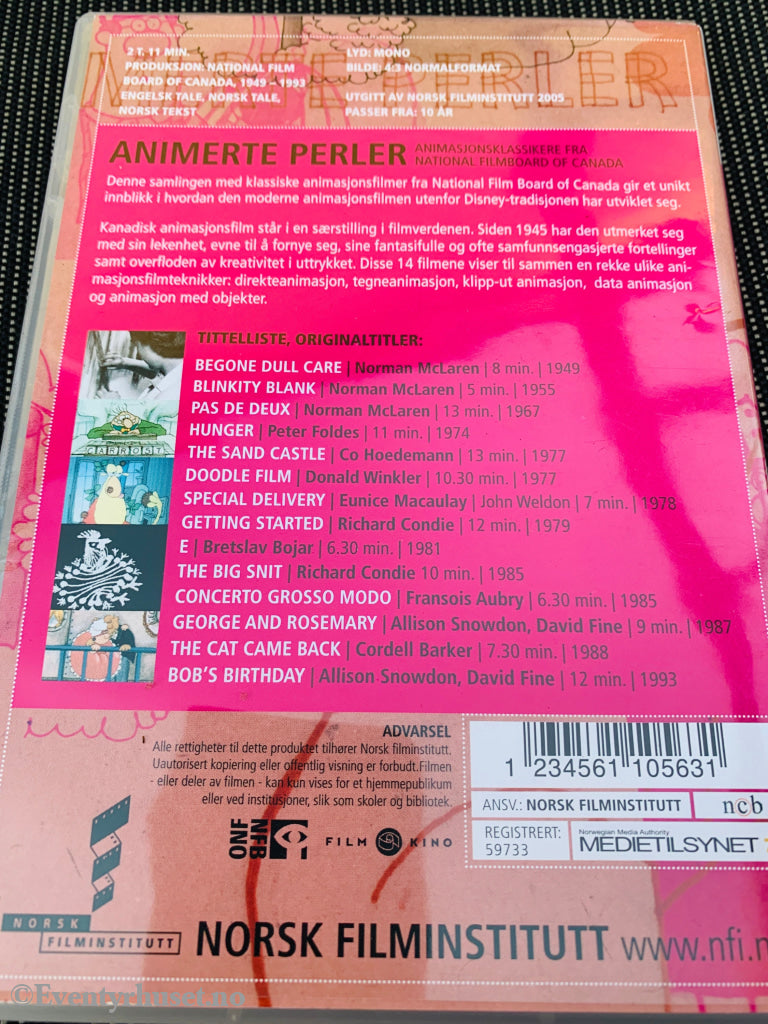 2 T. 11 MIN.
PRODUKSJON: NATIONAL FILM
BOARD OF CANADA, 1949 - 1993
ENGELSK TALE, NORSK TALE,
NORSK TEKST
LYD: MONO
BILDE: 4:3 NORMALFORMAT
UTGITT AV NORSK FILMINSTITUTT 2005
PASSER FRA: 10 ÅR
ANIMERTE PERLER
ANIMASJONSKLASSIKERE FRA
NATIONAL FILMBOARD OF CANADA
Denne samlingen med klassiske animasjonsfilmer fra National Film Board of Canada gir et unikt
innblikk i hvordan den moderne animasjonsfilmen utenfor Disney-tradisjonen har utviklet seg.
Kanadisk animasjonsfilm står i en særstilling i filmverdenen. Siden 1945 har den utmerket seg
med sin lekenhet, evne til å fornye seg, sine fantasifulle og ofte samfunnsengasjerte fortellinger
samt overfloden av kreativitet i uttrykket. Disse 14 filmene viser til sammen en rekke ulike ani-
masjonsfilmteknikker: direkteanimasjon, tegneanimasjon, klipp-ut animasjon, data animasjon
og animasjon med objekter.
TITTELLISTE, ORIGINALTITLER:
BEGONE DULL CARE | Norman McLaren | 8 min. | 1949
BLINKITY BLANK | Norman McLaren | 5 min. | 1955
PAS DE DEUX | Norman McLaren | 13 min. | 1967
HUNGER | Peter Foldes | 11 min. | 1974
THE SAND CASTLE | Co Hoedemann | 13 min. | 1977
DOODLE FILM | Donald Winkler | 10.30 min. | 1977
SPECIAL DELIVERY | Eunice Macaulay | John Weldon | 7 min. | 1978
GETTING STARTED | Richard Condie | 12 min. | 1979
E | Bretslav Bojar | 6.30 min. | 1981
THE BIG SNIT | Richard Condie 10 min. | 1985
CONCERTO GROSSO MODO | Fransois Aubry | 6.30 min. | 1985
GEORGE AND ROSEMARY | Allison Snowdon, David Fine | 9 min. | 1987
THE CAT CAME BACK | Cordell Barker | 7.30 min. | 1988
BOB'S BIRTHDAY | Allison Snowdon, David Fine | 12 min. | 1993
ADVARSEL
Alle rettigheter til dette produktet tilhører Norsk filminstitutt.
Uautorisert kopiering eller offentlig visning er forbudt.Filmen
- eller deler av filmen - kan kun vises for et hjemmepublikum
eller ved institusjoner, slik som skoler og bibliotek.
ONF
NFB
FILM KINO
1 234561 105631
ANSV.: NORSK FILMINSTITUTT
ncb
REGISTRERT:
59733
Norwegian Media Authority
MEDIETILSYNET
NORSK
FILMINSTITUTT
NORSK FILMINSTITUTT www.nfi.n
©Eventyrhuset.no